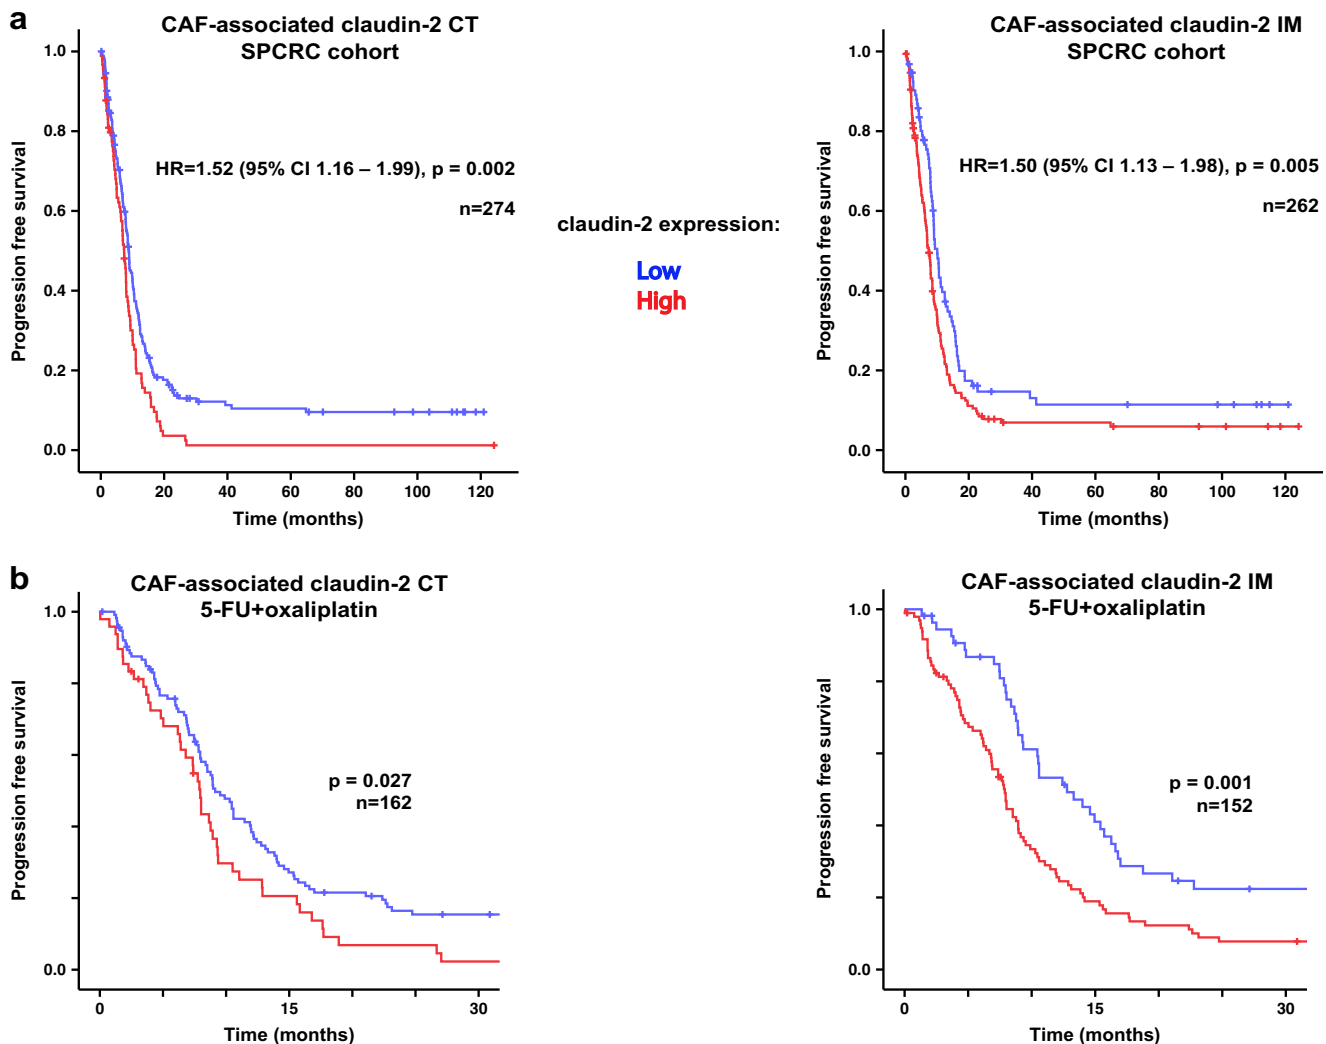 a
CAF-associated claudin-2 CT
SPCRC cohort
1.0
0.8
0.6
0.4
0.2
0.0
Progression free survival
HR=1.52 (95% CI 1.16 – 1.99), p = 0.002
n=274
0 20 40 60 80 100 120
Time (months)
claudin-2 expression:
Low
High
CAF-associated claudin-2 IM
SPCRC cohort
1.0
0.8
0.6
0.4
0.2
0.0
Progression free survival
HR=1.50 (95% CI 1.13 – 1.98), p = 0.005
n=262
0 20 40 60 80 100 120
Time (months)
b
CAF-associated claudin-2 CT
5-FU+oxaliplatin
1.0
0.0
Progression free survival
p = 0.027
n=162
0 15 30
Time (months)
CAF-associated claudin-2 IM
5-FU+oxaliplatin
1.0
0.0
Progression free survival
p = 0.001
n=152
0 15 30
Time (months)